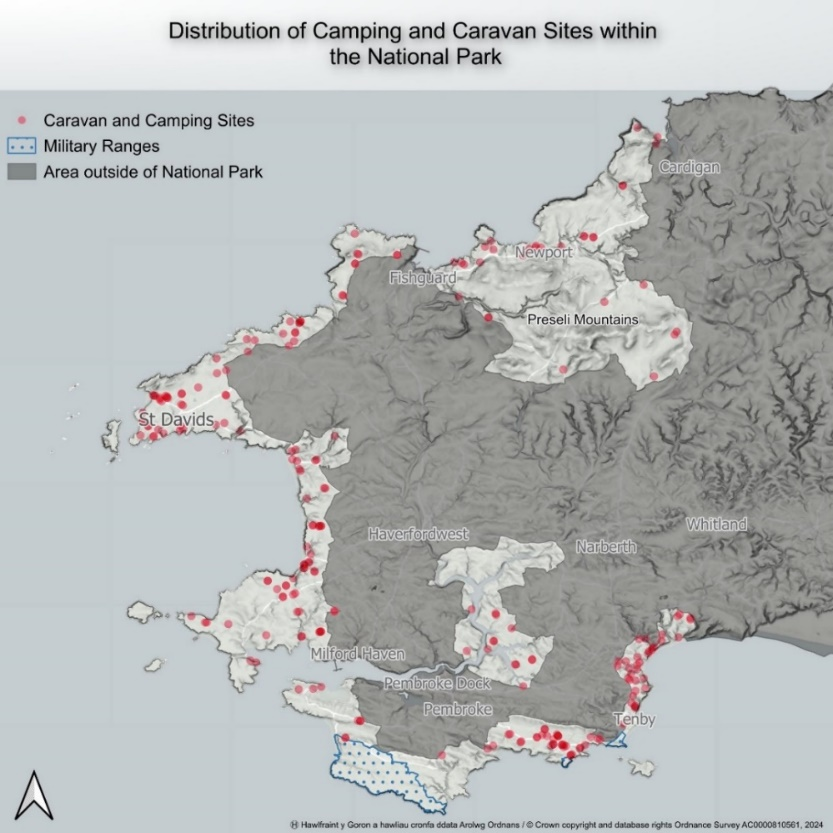 Distribution of Camping and Caravan Sites within
the National Park
Caravan and Camping Sites
Military Ranges
Area outside of National Park
Cardigan
Newport
Fishguard
Preseli Mountains
St Davids
Whitland
Haverfordwest
Narberth
Milford Haven
Pembroke Dock
Pembroke
Tenby
Ⓗ Hawlfraint y Goron a hawliau cronfa ddata Arolwg Ordnans / © Crown copyright and database rights Ordnance Survey AC0000810561, 2024